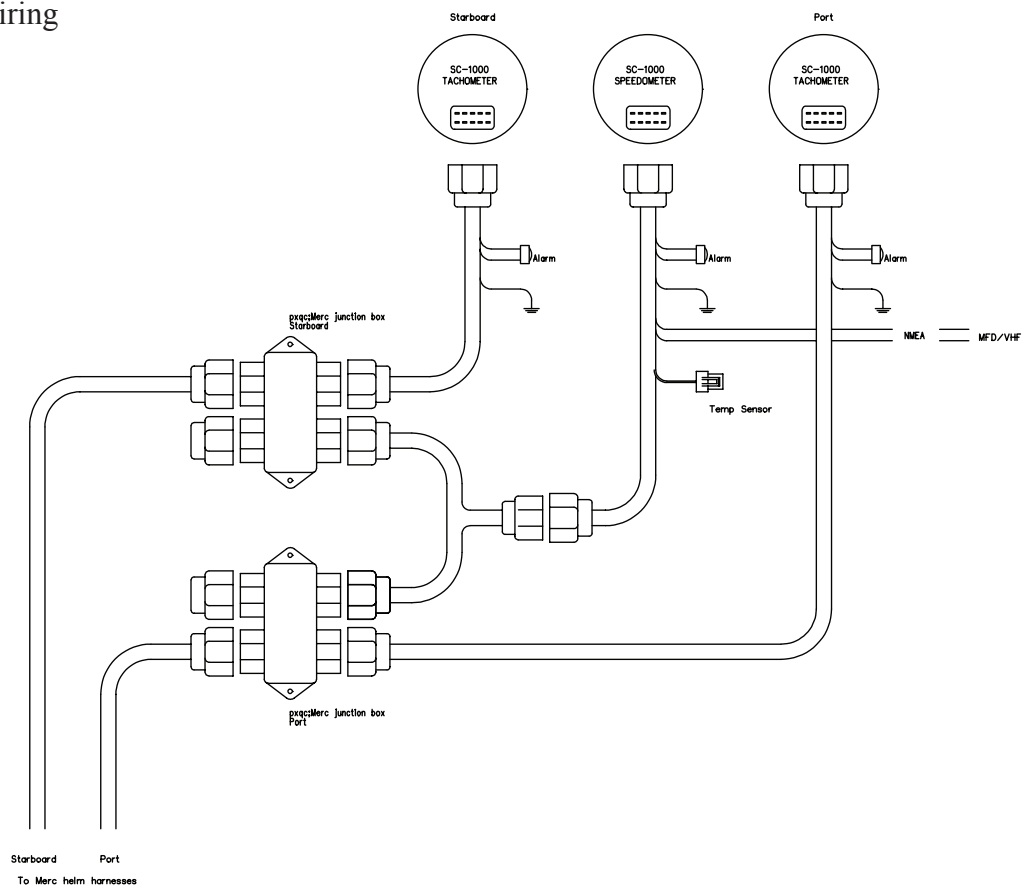 iring
Starboard
Port
SC-1000
TACHOMETER
SC-1000
SPEEDOMETER
SC-1000
TACHOMETER
Alarm
Alarm
Alarm
pxqc;Merc junction box
Starboard
NMEA
MFD/VHF
Temp Sensor
pxqc;Merc junction box
Port
Starboard
Port
To Merc helm harnesses